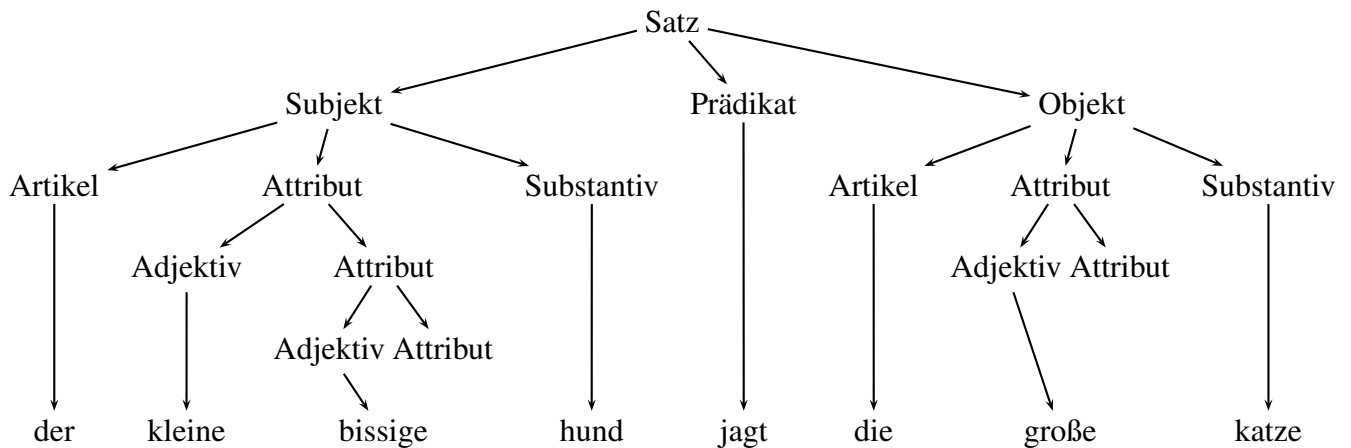 Satz
Subjekt Prädikat Objekt
Artikel Attribut Substantiv Artikel Attribut Substantiv
Adjektiv Attribut Adjektiv Attribut
Adjektiv Attribut
der kleine bissige hund jagt die große katze